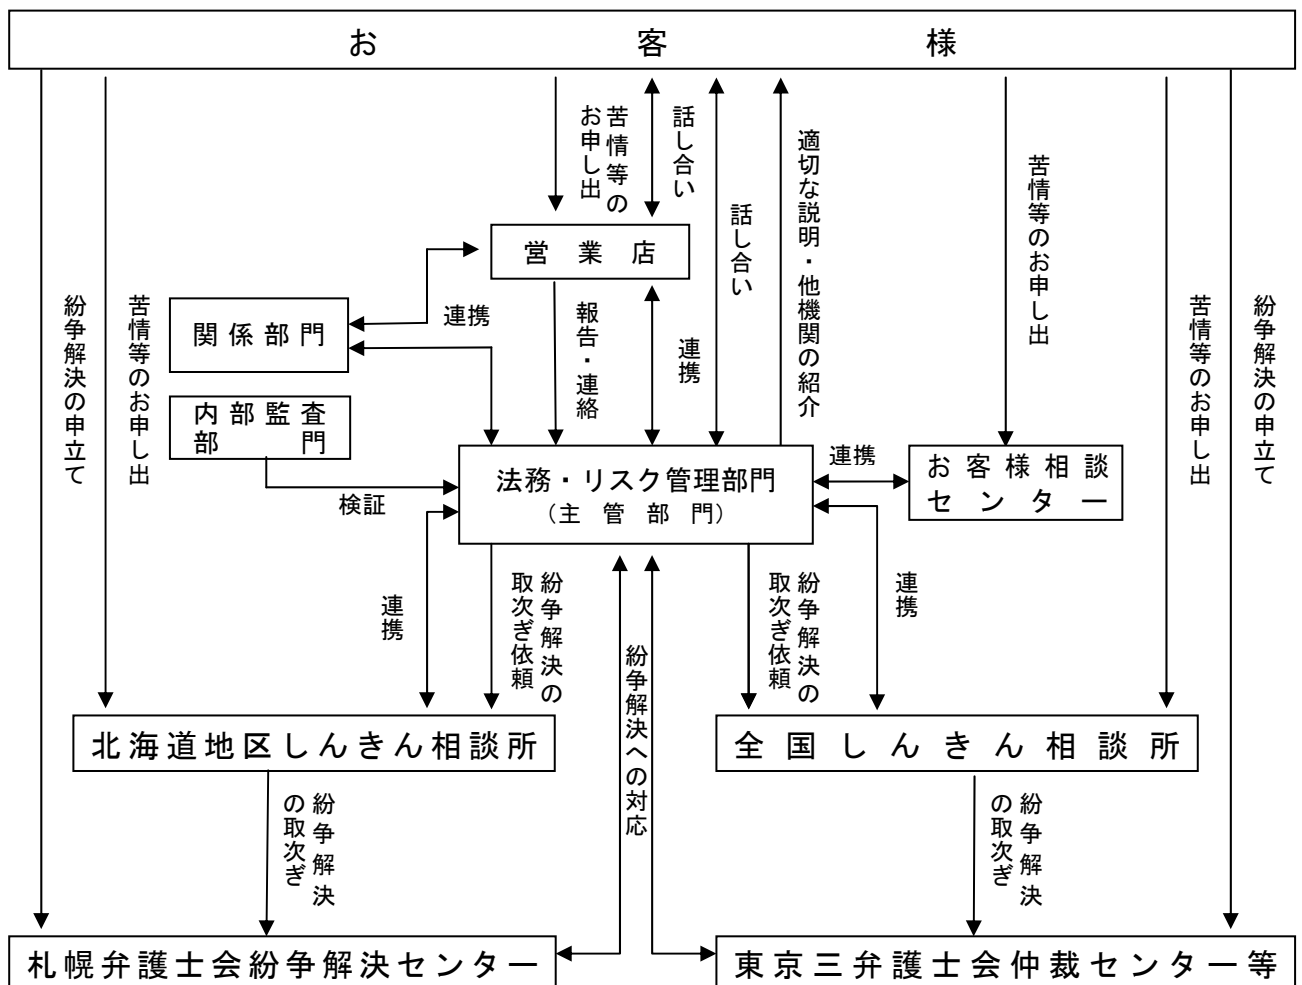 お客様
苦情等の
お申し出
話し合い
話し合い
適切な説明・他機関の紹介
苦情等のお申し出
営業店
紛争解決の申立て
苦情等のお申し出
関係部門
連携
報告・連絡
連携
苦情等のお申し出
紛争解決の申立て
内部監査
部門
検証
法務・リスク管理部門
（主管部門）
連携
お客様相談
センター
連携
紛争解決の
取次ぎ依頼
紛争解決への対応
紛争解決の
取次ぎ依頼
連携
北海道地区しんきん相談所
全国しんきん相談所
紛争解決
の取次ぎ
紛争解決
の取次ぎ
札幌弁護士会紛争解決センター
東京三弁護士会仲裁センター等